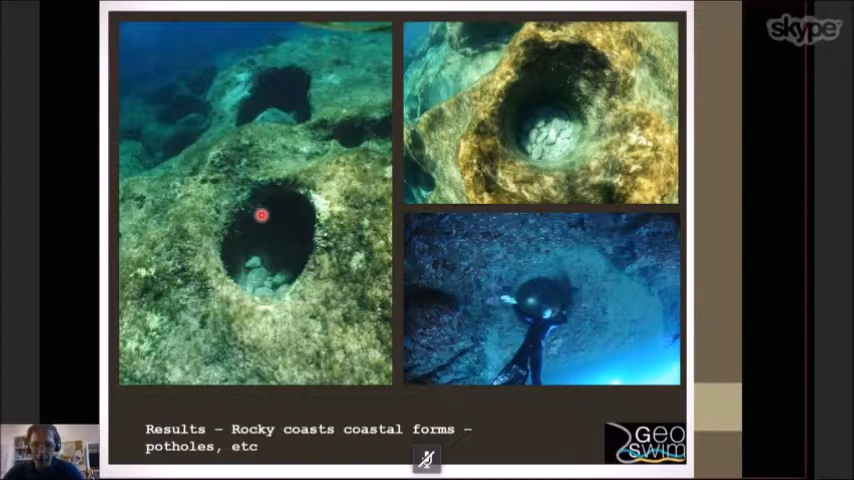 skype
Results – Rocky coasts coastal forms –
potholes, etc
GEO
SWIM